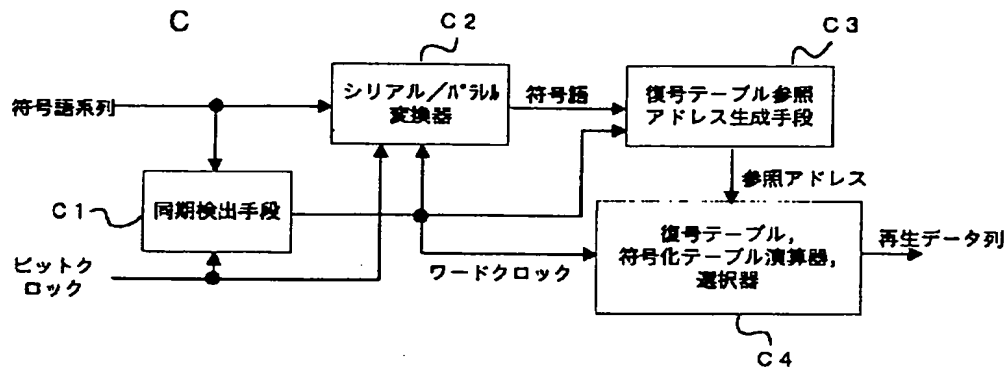 C
C2
C3
符号語系列
シリアル／パラレル
変換器
符号語
復号テーブル参照
アドレス生成手段
C1
同期検出手段
参照アドレス
ビットク
ロック
ワードクロック
復号テーブル，
符号化テーブル演算器，
選択器
再生データ列
C4